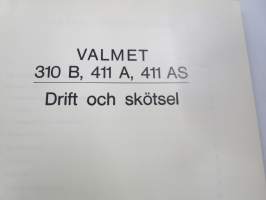 VALMET
310 B, 411 A, 411 AS
Drift och skötsel